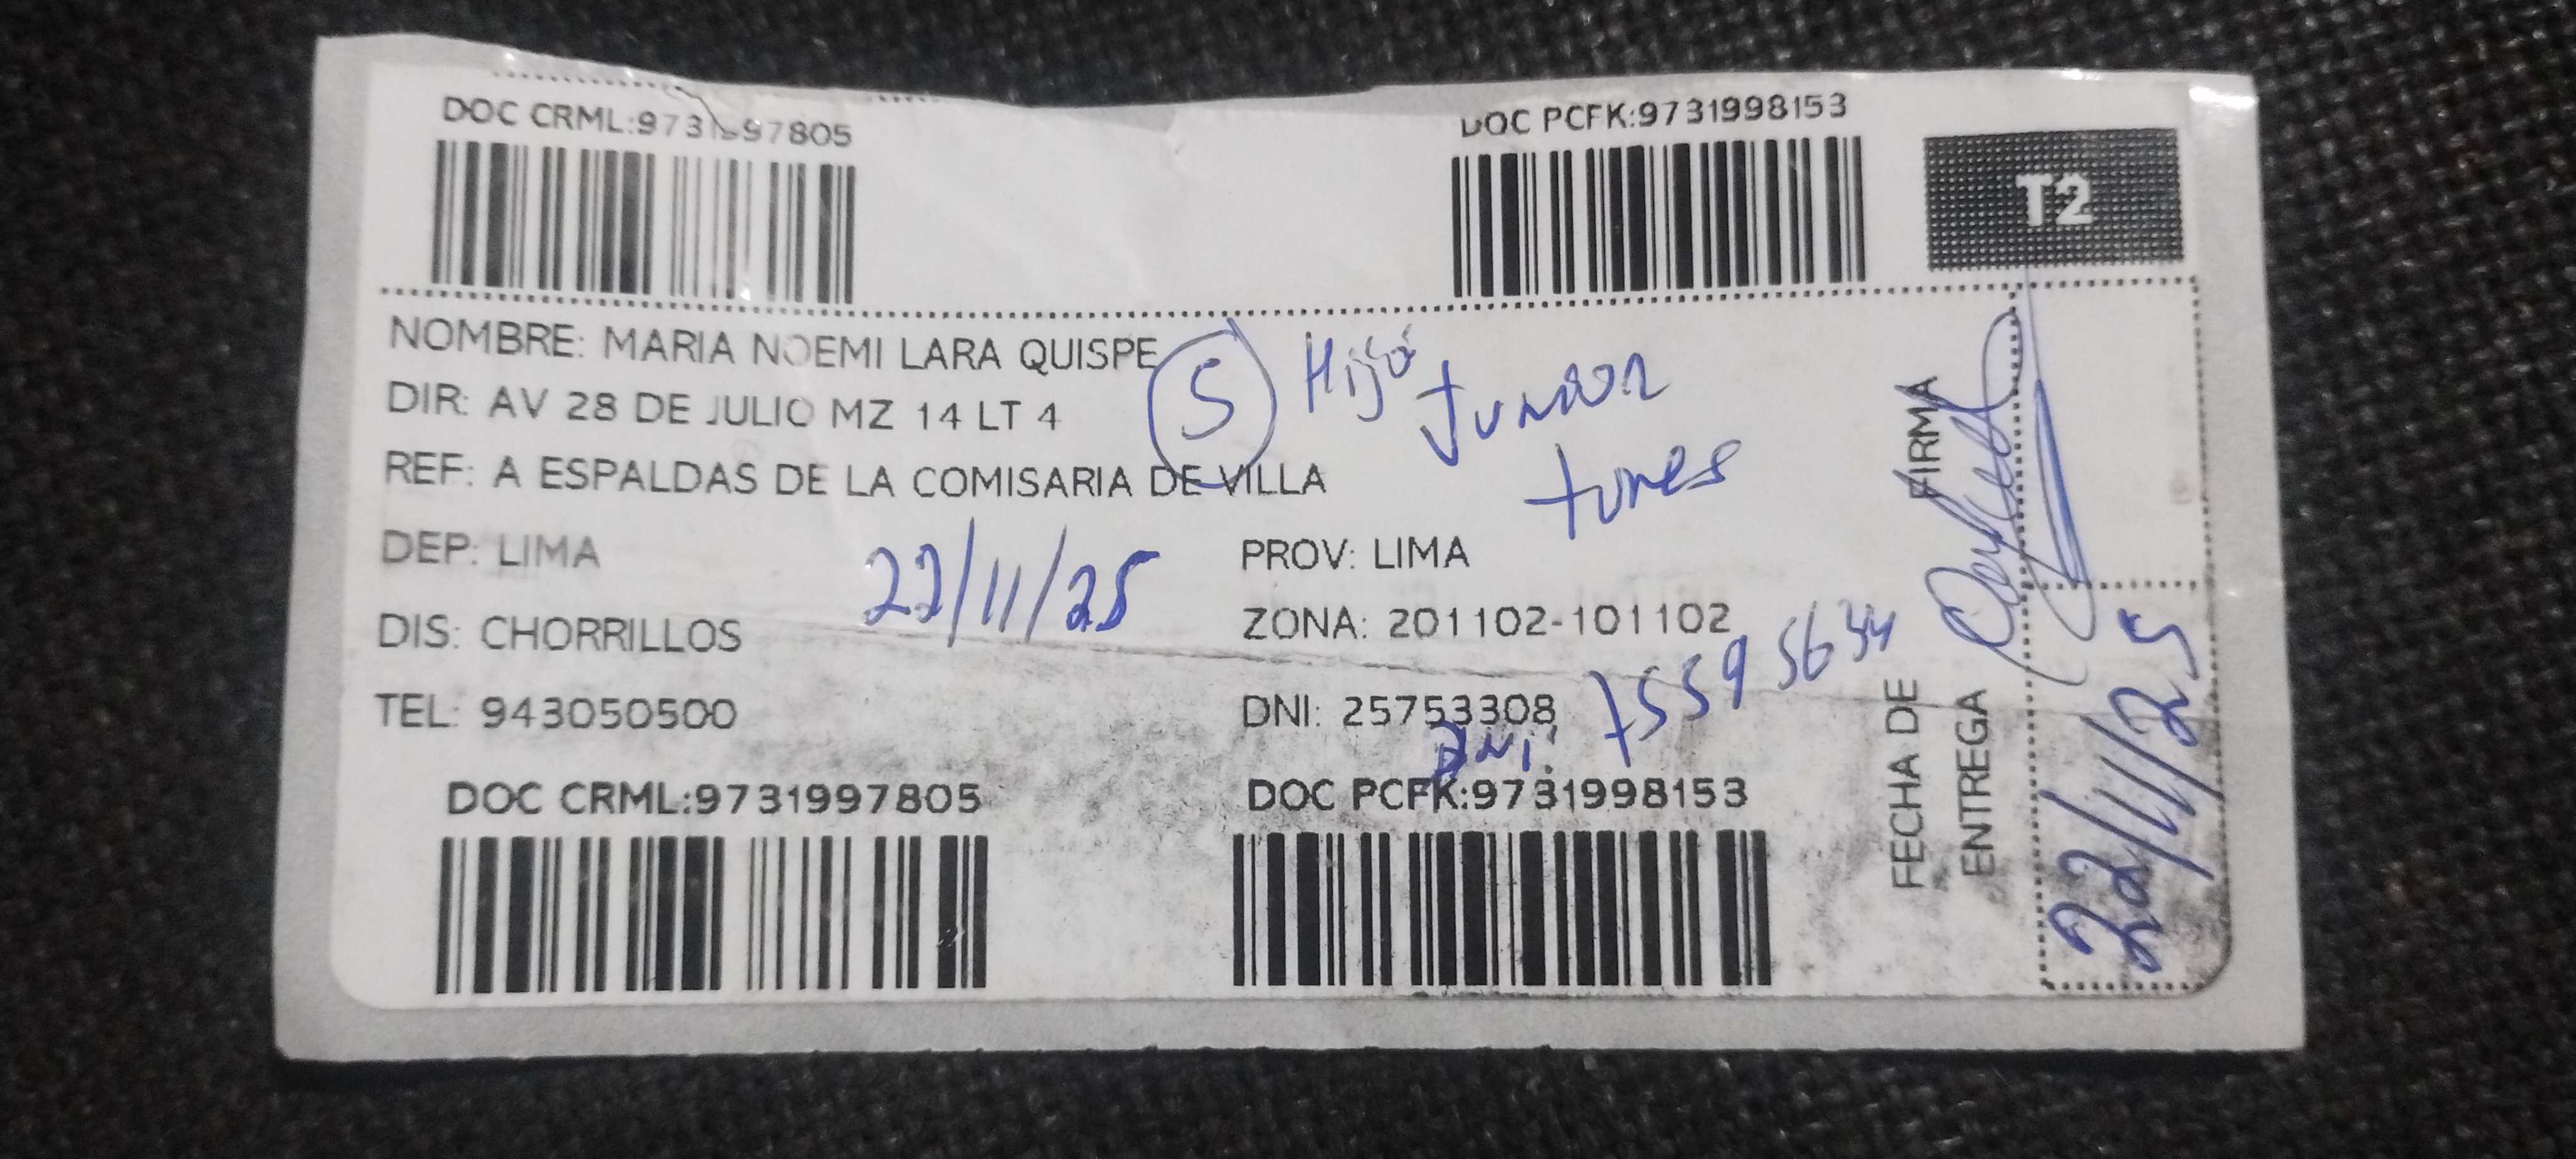 DOC CRML:9731997805
DOC PCFK:9731998153
T2
NOMBRE: MARIA NOEMI LARA QUISPE
DIR: AV 28 DE JULIO MZ 14 LT 4
S
Hijo
Junior
REF: A ESPALDAS DE LA COMISARIA DE VILLA
tunes
DEP: LIMA
22/11/25
PROV: LIMA
DIS: CHORRILLOS
ZONA: 201102-101102
TEL: 943050500
DNI: 25753308
DNI: 75595634
DOC CRML:9731997805
DOC PCFK:9731998153
FIRMA
FECHA DE
ENTREGA
22/11/25